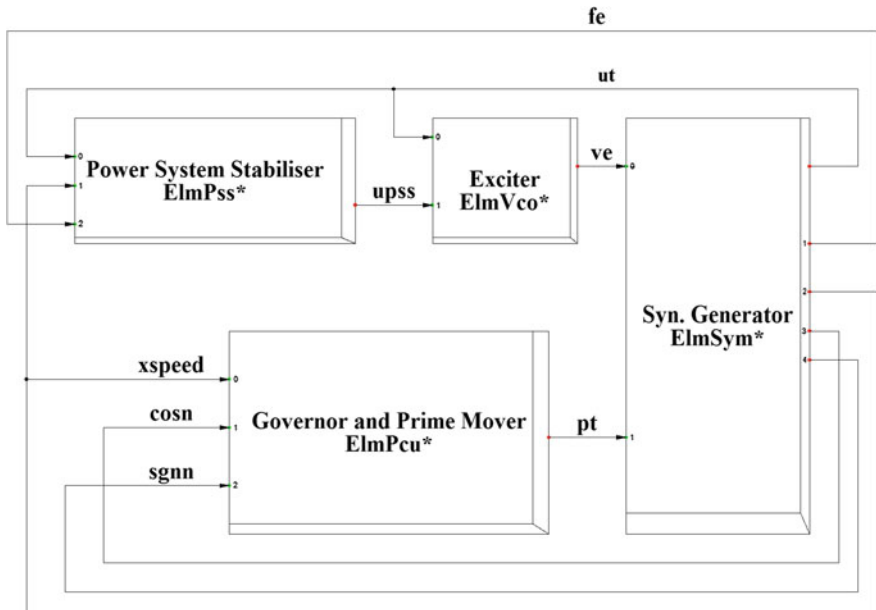 fe
ut
0
0
Power System Stabiliser
ElmPss*
1
2
upss
Exciter
ElmVco*
1
ve
0
1
2
Syn. Generator
ElmSym*
3
4
xspeed
0
cosn
1
Governor and Prime Mover
ElmPcu*
pt
1
sgnn
2